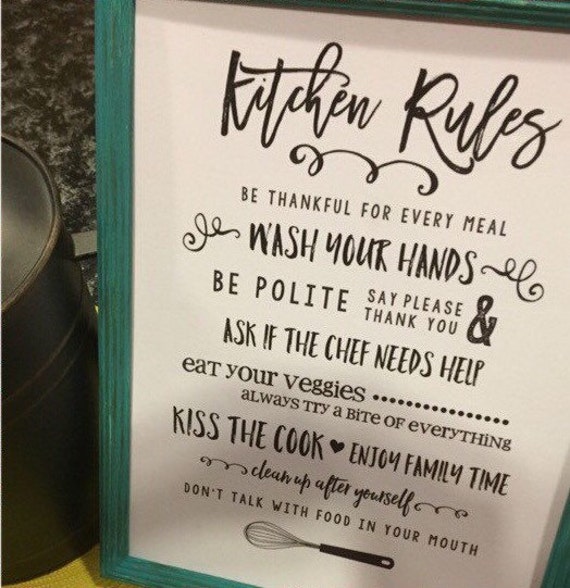 Kitchen Rules
BE THANKFUL FOR EVERY MEAL
WASH YOUR HANDS
BE POLITE SAY PLEASE & THANK YOU
ASK IF THE CHEF NEEDS HELP
eat your veggies
ALWAYS TRY A BITE OF EVERYTHING
KISS THE COOK ♥ ENJOY FAMILY TIME
clean up after yourself
DON'T TALK WITH FOOD IN YOUR MOUTH